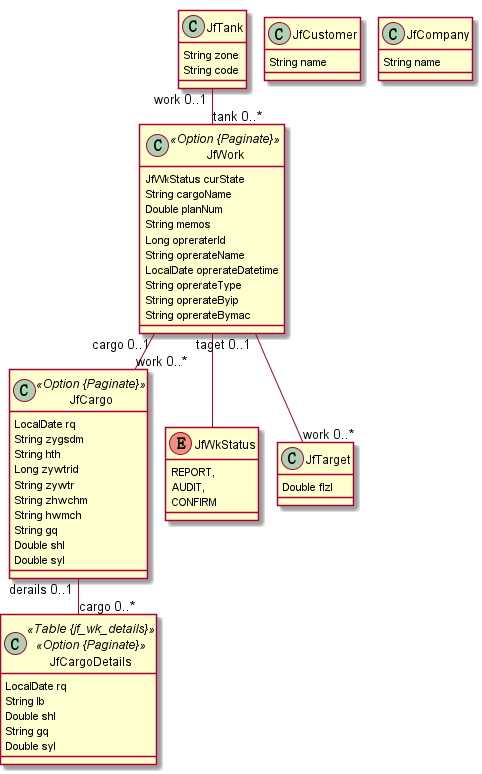 C JfTank
String zone
String code
C JfCustomer
String name
C JfCompany
String name
work 0..1
tank 0..*
C «Option {Paginate}»
JfWork
JfWkStatus curState
String cargoName
Double planNum
String memos
Long opreraterId
String oprerateName
LocalDate oprerateDatetime
String oprerateType
String oprerateByip
String oprerateBymac
cargo 0..1
taget 0..1
work 0..*
C «Option {Paginate}»
JfCargo
LocalDate rq
String zygsdm
String hth
Long zywtrid
String zywtr
String zhwchm
String hwmch
String gq
Double shl
Double syl
E JfWkStatus
REPORT,
AUDIT,
CONFIRM
work 0..*
C JfTarget
Double flzl
derails 0..1
cargo 0..*
C «Table {jf_wk_details}»
«Option {Paginate}»
JfCargoDetails
LocalDate rq
String lb
Double shl
String gq
Double syl